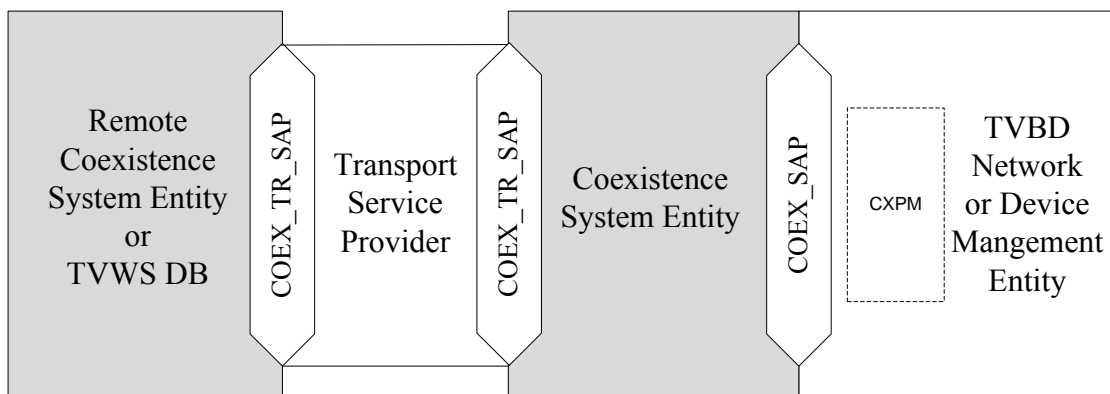 Remote
Coexistence
System Entity
or
TVWS DB
COEX_TR_SAP
Transport
Service
Provider
COEX_TR_SAP
Coexistence
System Entity
COEX_SAP
CXPM
TVBD
Network
or Device
Mangement
Entity